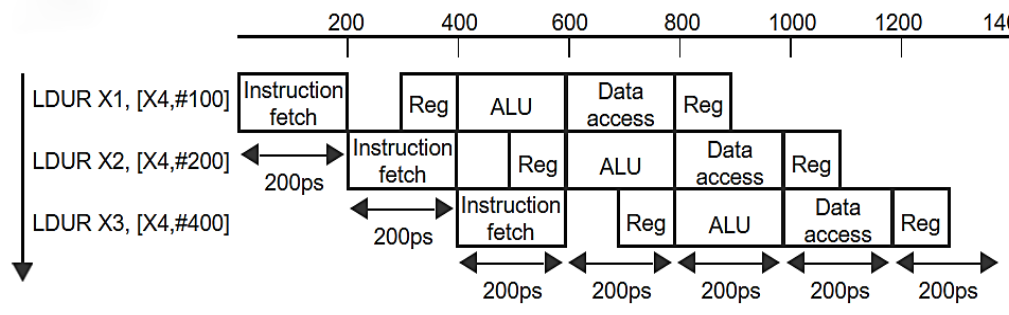 200 400 600 800 1000 1200 140
LDUR X1, [X4,#100] Instruction fetch Reg ALU Data access Reg
LDUR X2, [X4,#200] Instruction fetch Reg ALU Data access Reg
200ps
LDUR X3, [X4,#400] Instruction fetch Reg ALU Data access Reg
200ps
200ps 200ps 200ps 200ps 200ps